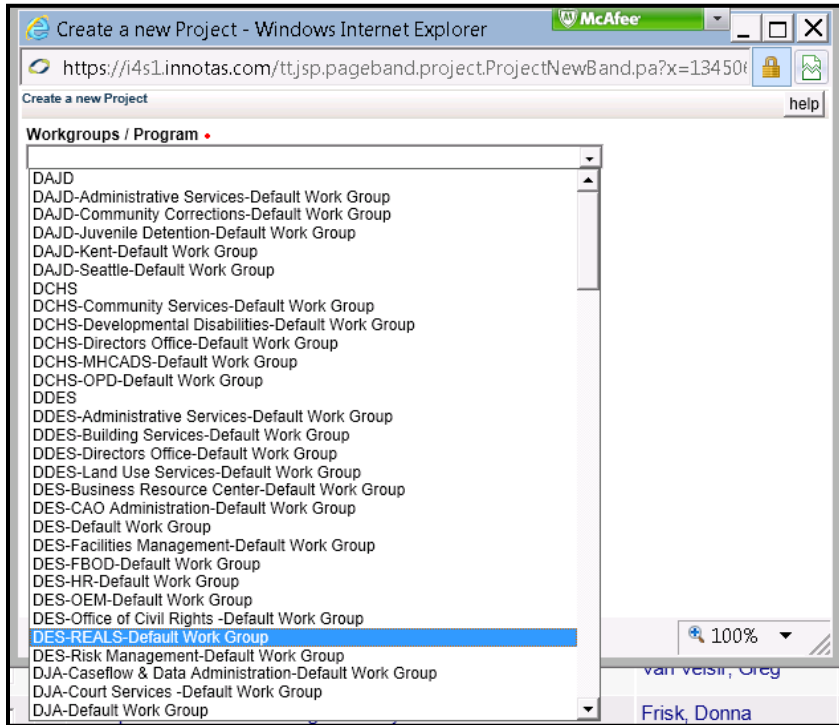 Create a new Project - Windows Internet Explorer
McAfee
https://i4s1.innotas.com/tt.jsp.pageband.project.ProjectNewBand.pa?x=13450
Create a new Project
help
Workgroups / Program
DAJD
DAJD-Administrative Services-Default Work Group
DAJD-Community Corrections-Default Work Group
DAJD-Juvenile Detention-Default Work Group
DAJD-Kent-Default Work Group
DAJD-Seattle-Default Work Group
DCHS
DCHS-Community Services-Default Work Group
DCHS-Developmental Disabilities-Default Work Group
DCHS-Directors Office-Default Work Group
DCHS-MHCADS-Default Work Group
DCHS-OPD-Default Work Group
DDES
DDES-Administrative Services-Default Work Group
DDES-Building Services-Default Work Group
DDES-Directors Office-Default Work Group
DDES-Land Use Services-Default Work Group
DES-Business Resource Center-Default Work Group
DES-CAO Administration-Default Work Group
DES-Default Work Group
DES-Facilities Management-Default Work Group
DES-FBOD-Default Work Group
DES-HR-Default Work Group
DES-OEM-Default Work Group
DES-Office of Civil Rights -Default Work Group
DES-REALS-Default Work Group
100%
DES-Risk Management-Default Work Group
DJA-Caseflow & Data Administration-Default Work Group
DJA-Court Services -Default Work Group
DJA-Default Work Group
Frisk, Donna